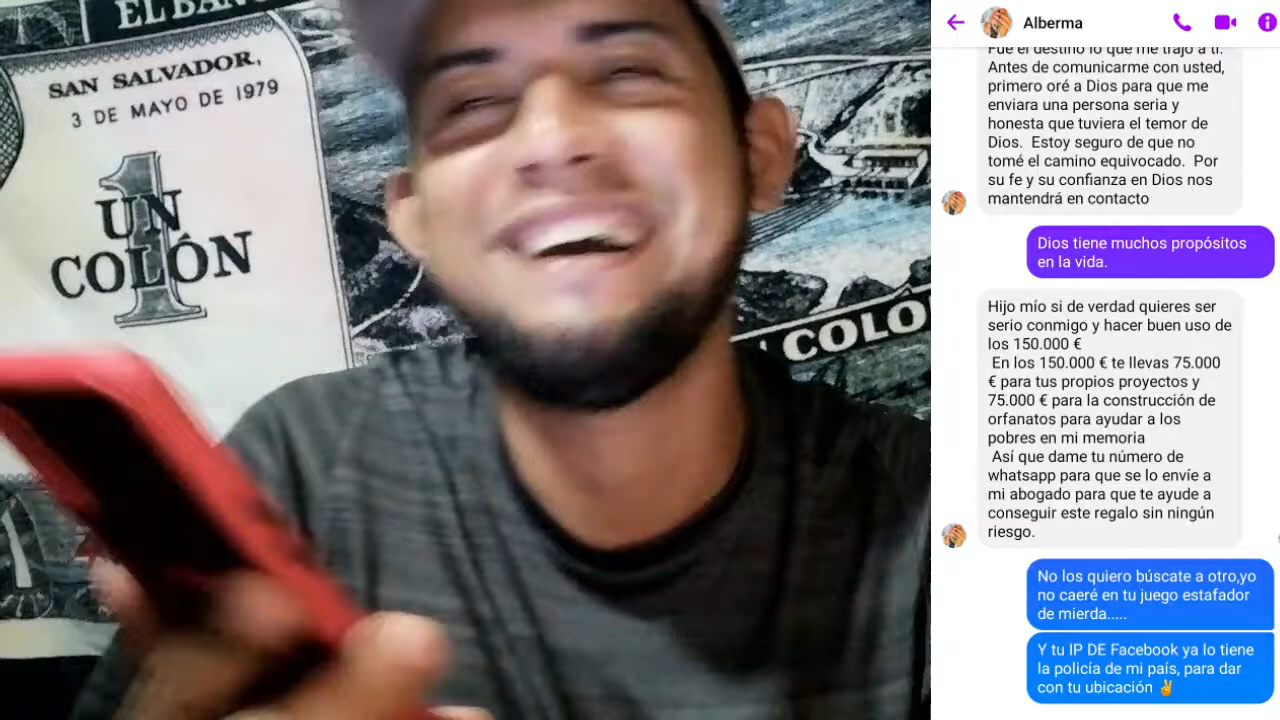 EL BAN
SAN SALVADOR,
3 DE MAYO DE 1979
1
UN
COLÓN
COLÓ
Alberma
Fue el destino lo que me trajo a ti.
Antes de comunicarme con usted,
primero oré a Dios para que me
enviara una persona seria y
honesta que tuviera el temor de
Dios. Estoy seguro de que no
tomé el camino equivocado. Por
su fe y su confianza en Dios nos
mantendrá en contacto
Dios tiene muchos propósitos
en la vida.
Hijo mío si de verdad quieres ser
serio conmigo y hacer buen uso de
los 150.000 €
En los 150.000 € te llevas 75.000
€ para tus propios proyectos y
75.000 € para la construcción de
orfanatos para ayudar a los
pobres en mi memoria
Así que dame tu número de
whatsapp para que se lo envíe a
mi abogado para que te ayude a
conseguir este regalo sin ningún
riesgo.
No los quiero búscate a otro,yo
no caeré en tu juego estafador
de mierda.....
Y tu IP DE Facebook ya lo tiene
la policía de mi país, para dar
con tu ubicación ✌